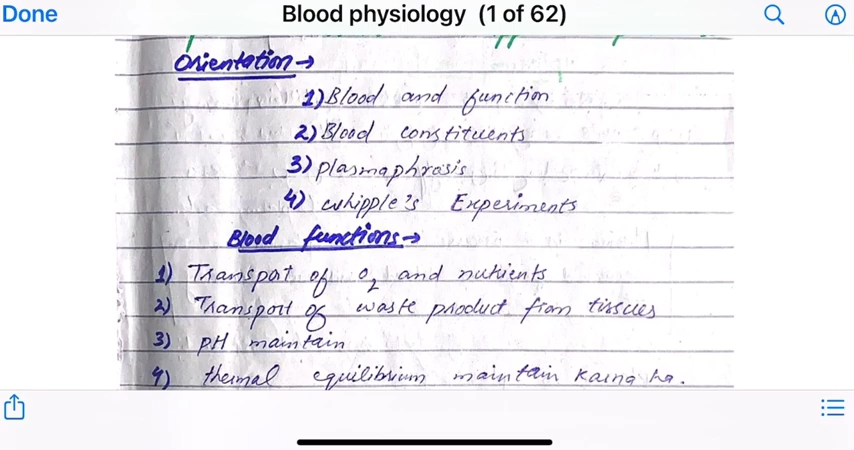 Done
Blood physiology (1 of 62)
Orientation →
1) Blood and function
2) Blood constituents
3) plasmaphrosis
4) whipple's Experiments
Blood functions →
1) Transport of O₂ and nutrients
2) Transport of waste product from tissues
3) pH maintain
4) thermal equilibrium maintain karna ha.